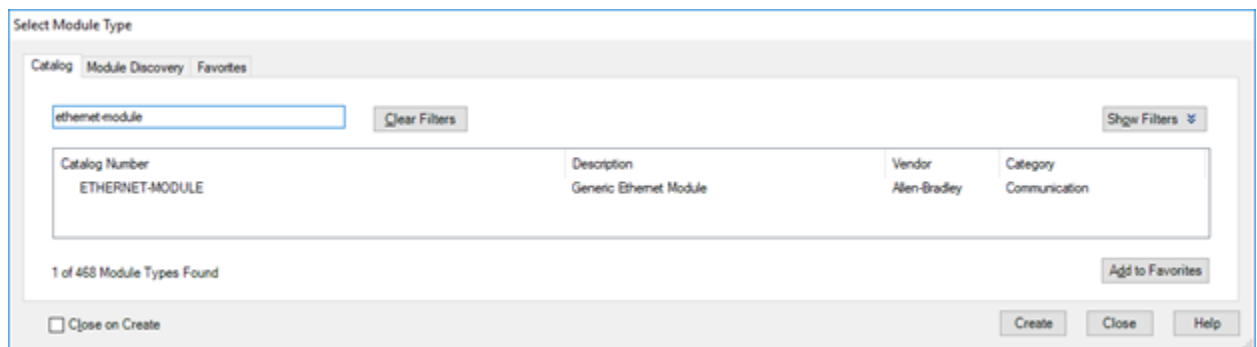 Select Module Type
Catalog Module Discovery Favorites
ethernet-module Clear Filters Show Filters
Catalog Number Description Vendor Category
ETHERNET-MODULE Generic Ethernet Module Allen-Bradley Communication
1 of 468 Module Types Found Add to Favorites
Close on Create Create Close Help